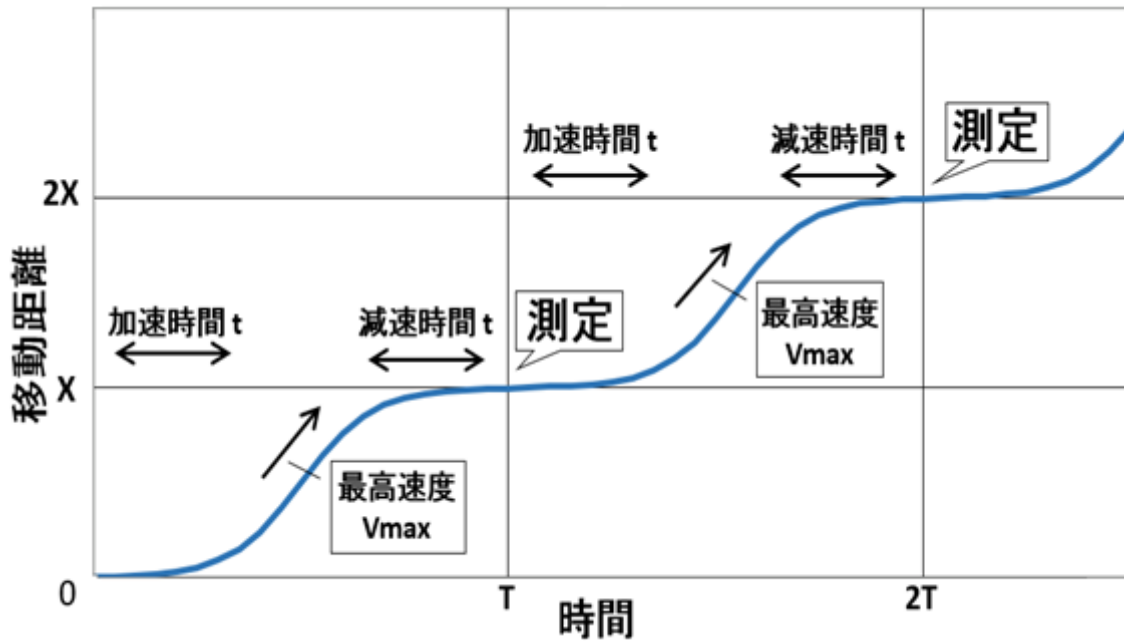 加速時間 t
減速時間 t
測定
2X
移動距離
最高速度
Vmax
加速時間 t
減速時間 t
測定
X
最高速度
Vmax
0
T
2T
時間